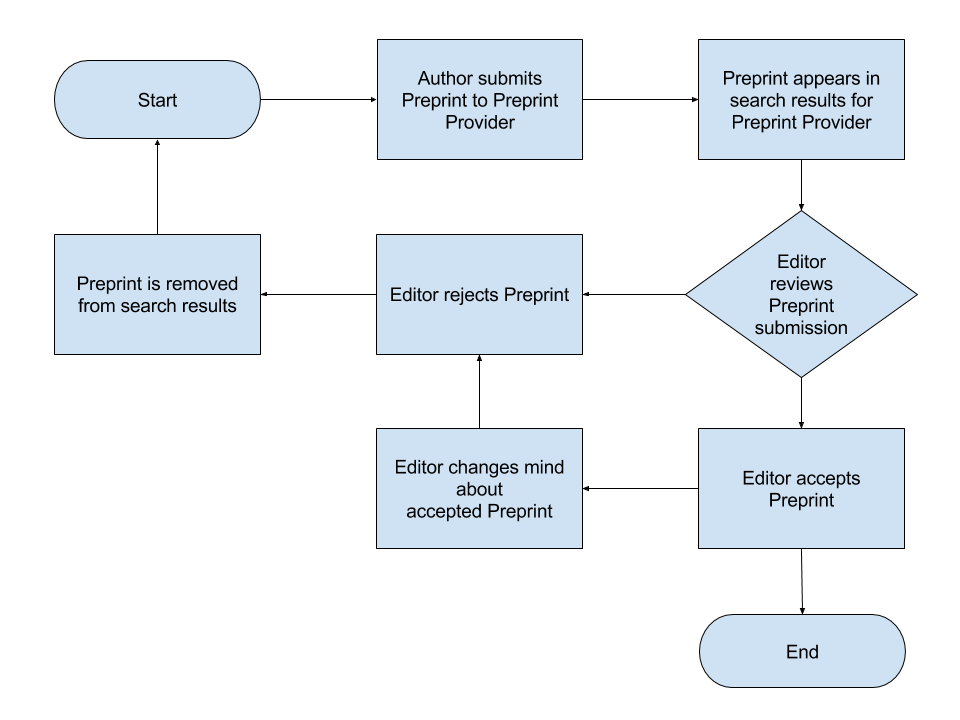 Start
Author submits
Preprint to Preprint
Provider
Preprint appears in
search results for
Preprint Provider
Preprint is removed
from search results
Editor rejects Preprint
Editor
reviews
Preprint
submission
Editor changes mind
about
accepted Preprint
Editor accepts
Preprint
End